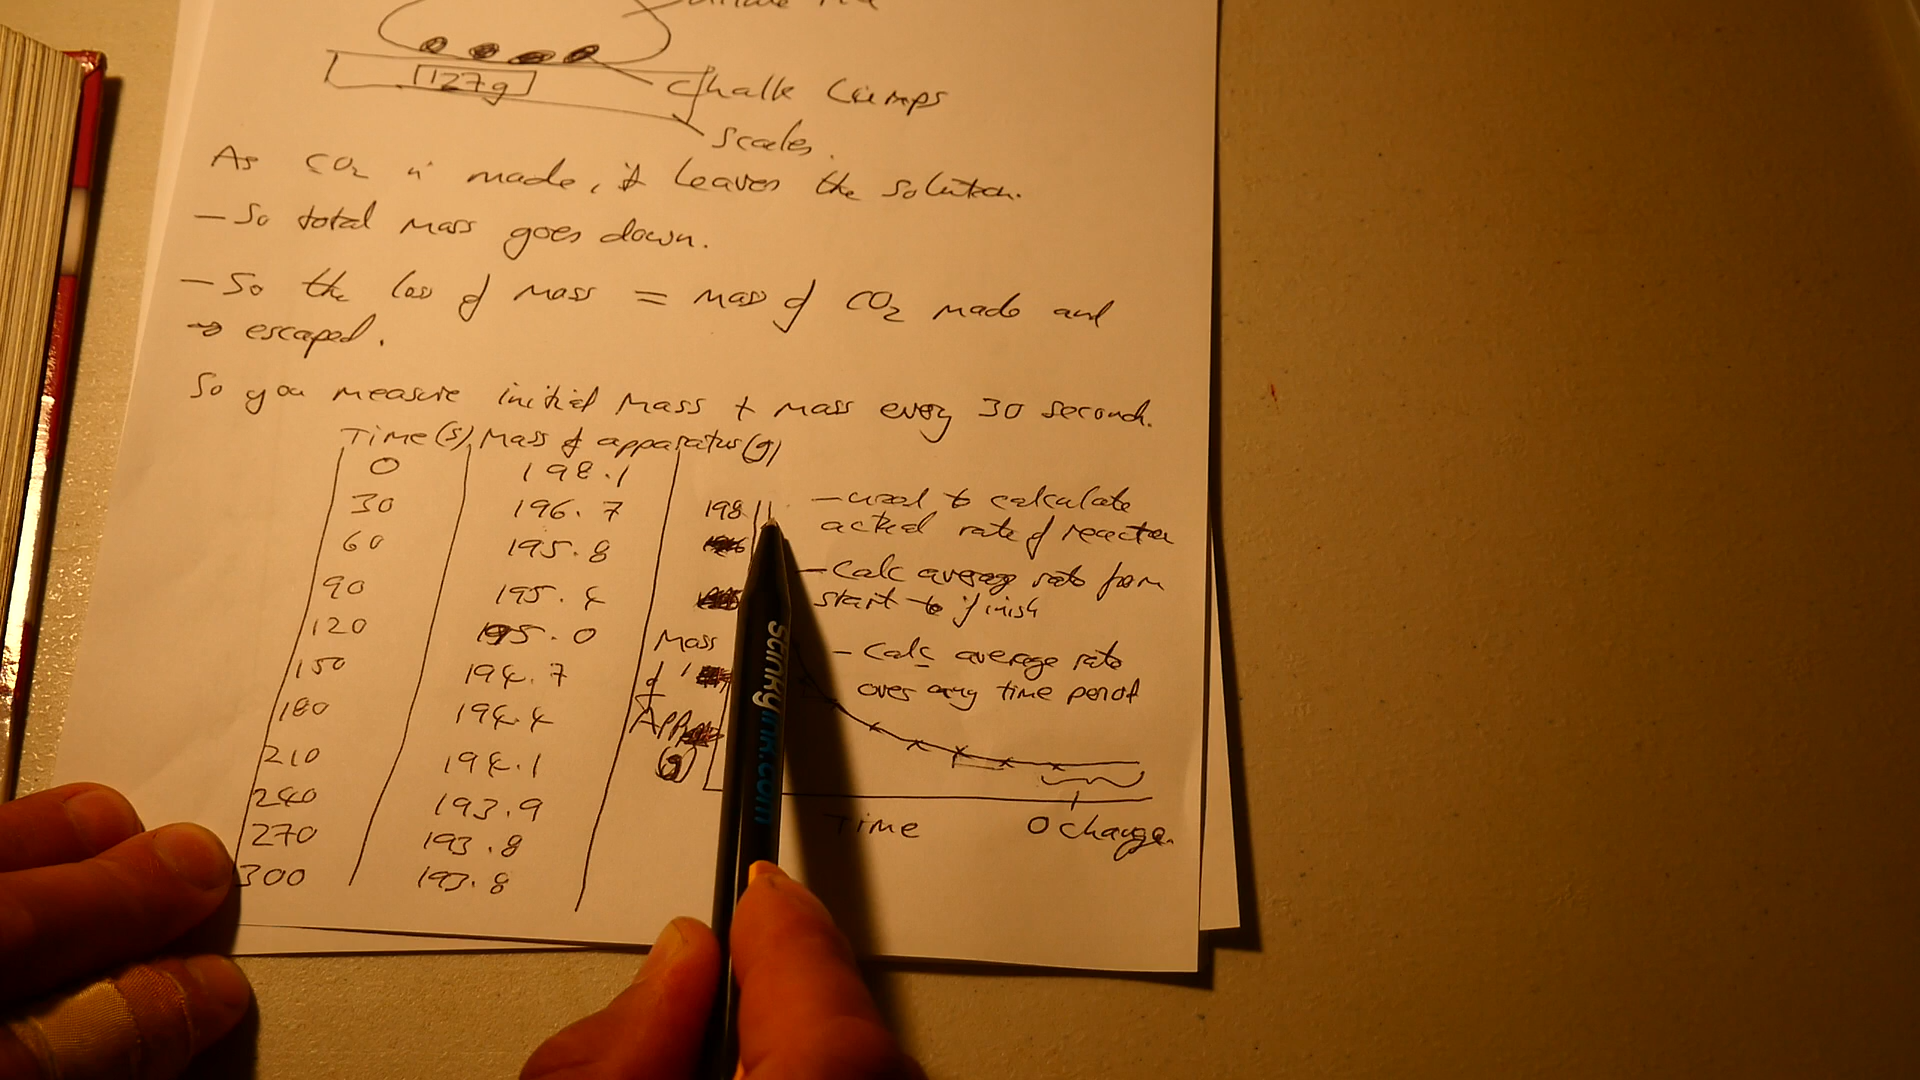 127g
Chalk Lumps
Scales.
As CO2 is made, it leaves the solution.
- So total mass goes down.
- So the loss of mass = mass of CO2 made and
→ escaped.
So you measure initial mass + mass every 30 second.
Time (s) Mass of apparatus (g)
0 198.1
30 196.7
60 195.8
90 195.4
120 195.0
150 194.7
180 194.4
210 194.1
240 193.9
270 193.8
300 193.8
198
Mass
of
App
(g)
- used to calculate
actual rate of reaction
- Calc average rate from
start to finish
- Calc average rate
over any time period
Time
0 change.
stinkyink.com